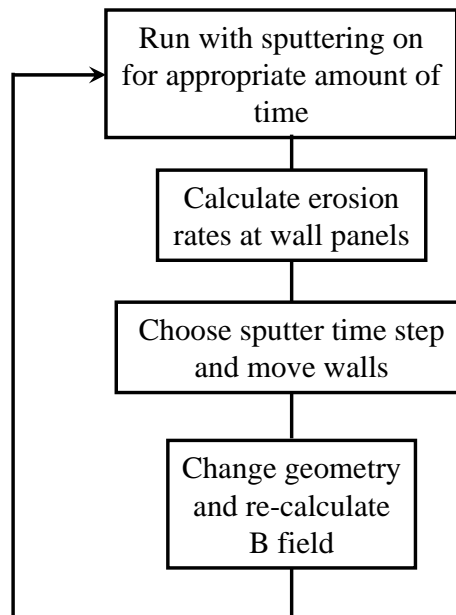 Run with sputtering on
for appropriate amount of
time
Calculate erosion
rates at wall panels
Choose sputter time step
and move walls
Change geometry
and re-calculate
B field